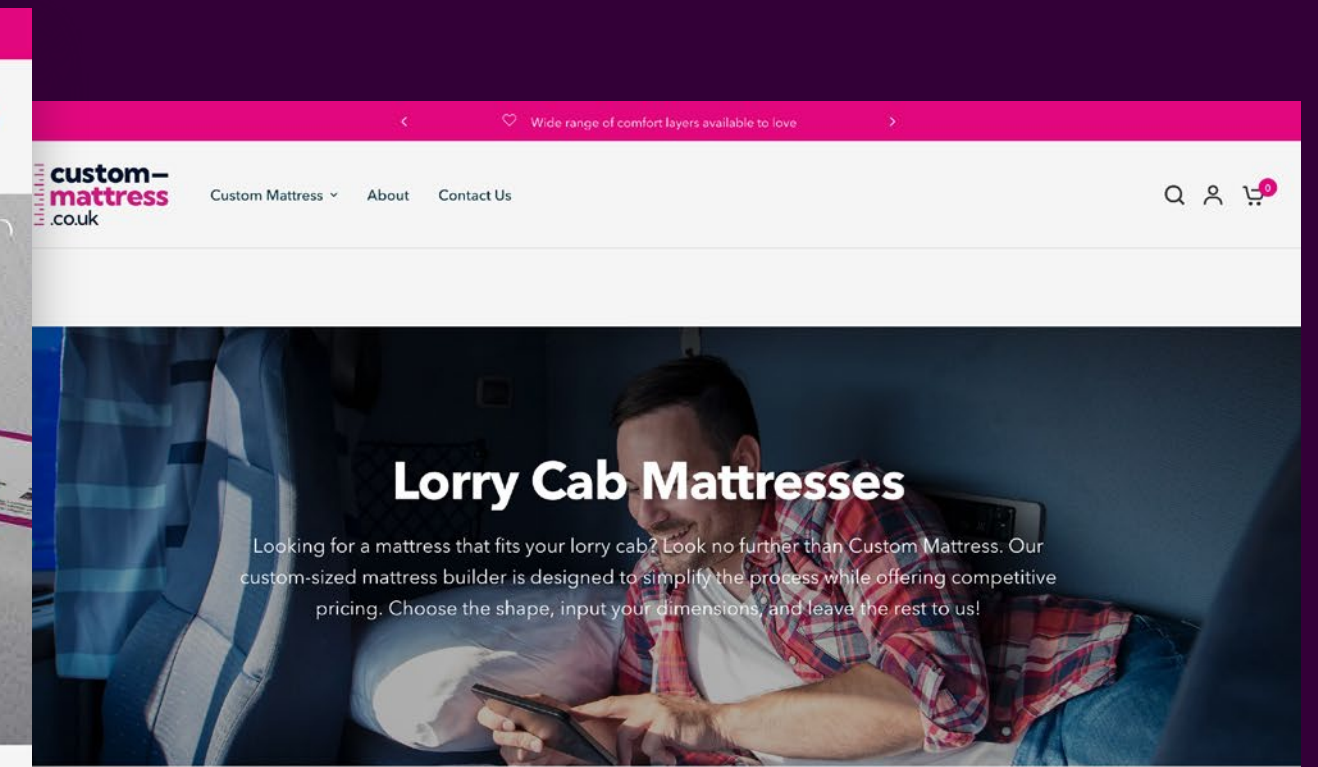 Wide range of comfort layers available to love
custom–
mattress
.co.uk
Custom Mattress
About
Contact Us
0
Lorry Cab Mattresses
Looking for a mattress that fits your lorry cab? Look no further than Custom Mattress. Our
custom-sized mattress builder is designed to simplify the process while offering competitive
pricing. Choose the shape, input your dimensions, and leave the rest to us!